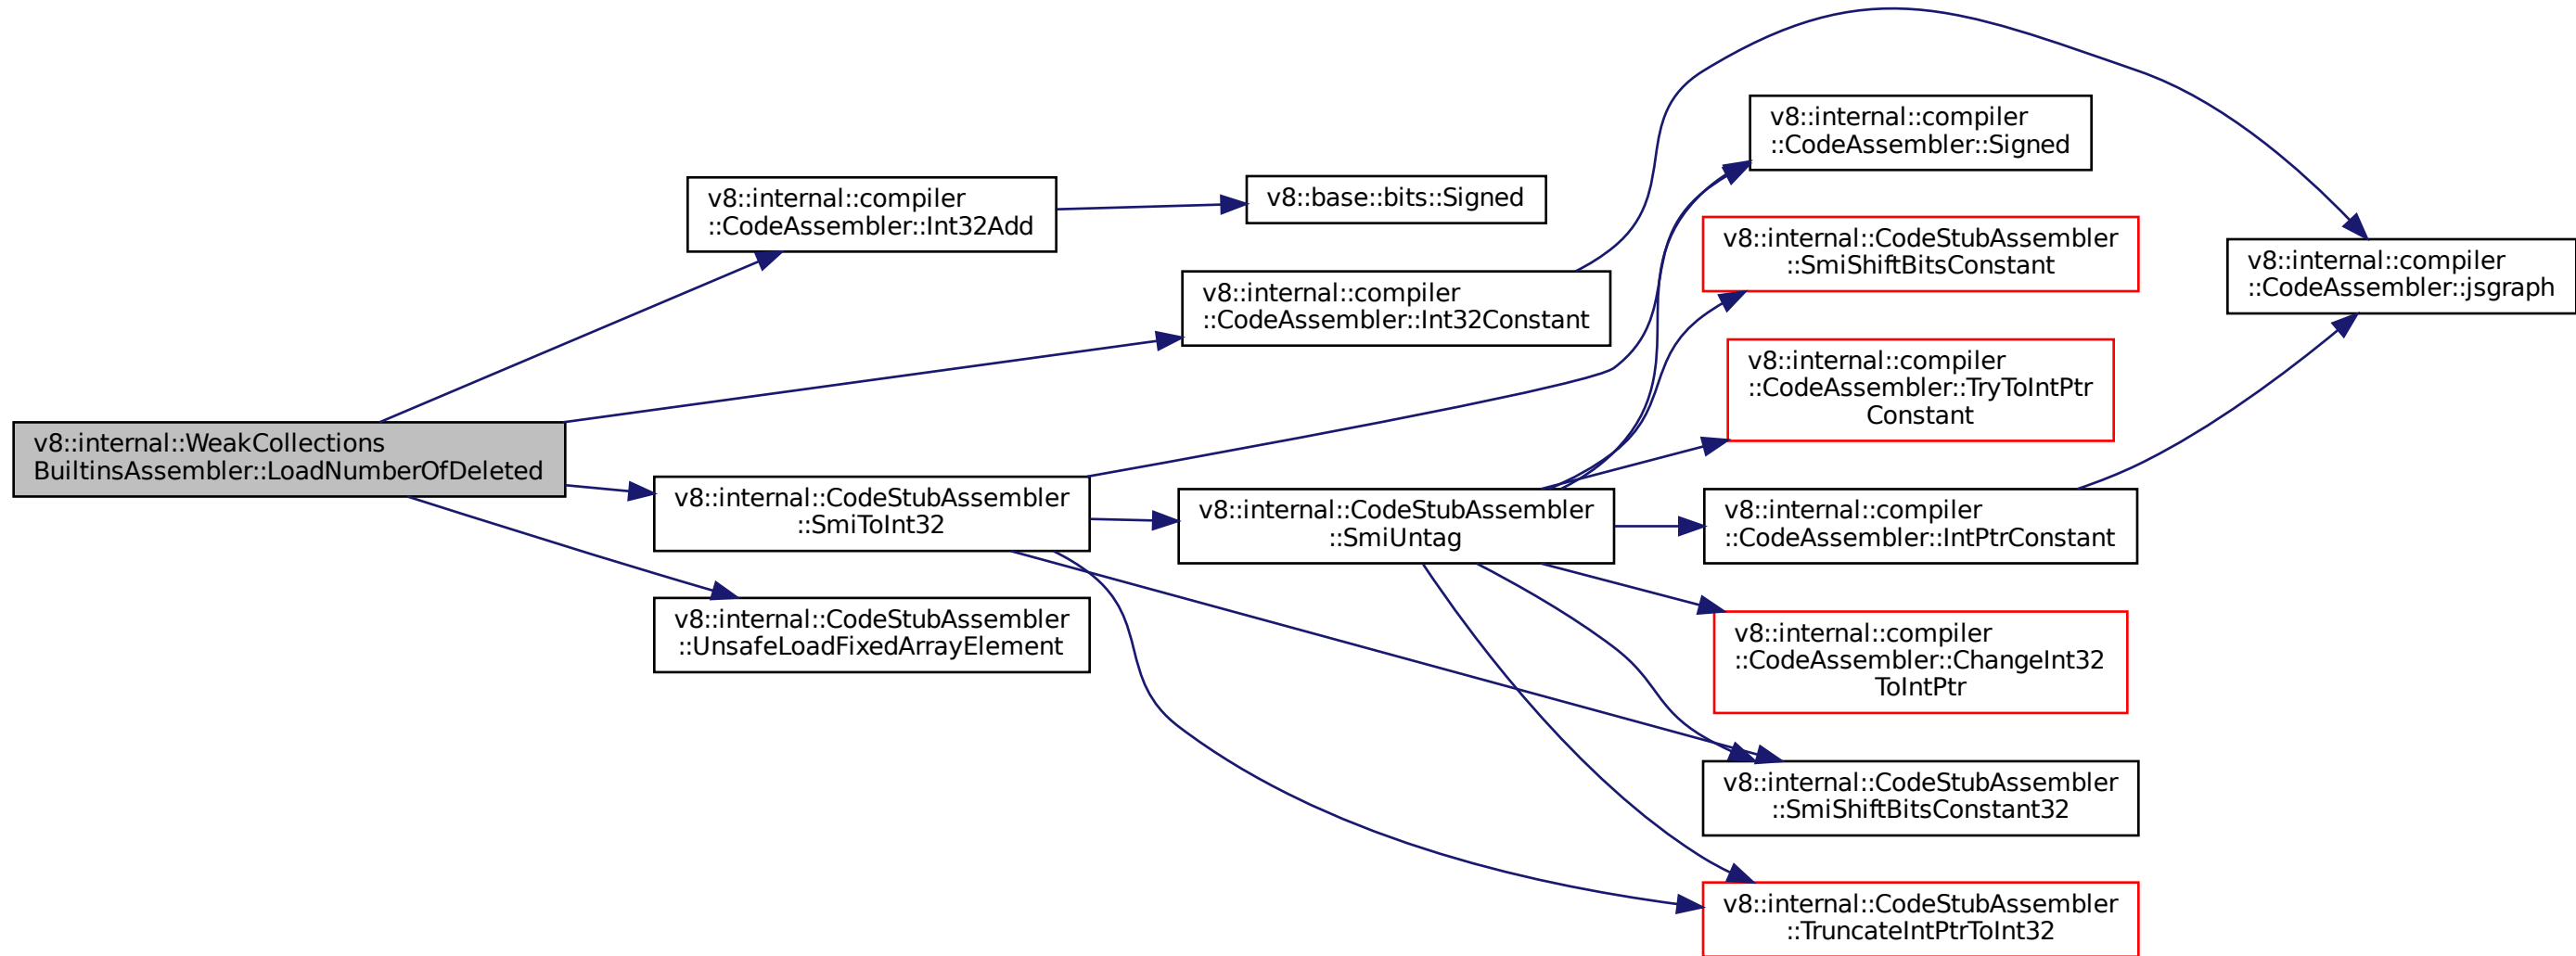 v8::internal::WeakCollections
BuiltinsAssembler::LoadNumberOfDeleted
v8::internal::compiler
::CodeAssembler::Int32Add
v8::base::bits::Signed
v8::internal::compiler
::CodeAssembler::Int32Constant
v8::internal::CodeStubAssembler
::SmiToInt32
v8::internal::CodeStubAssembler
::UnsafeLoadFixedArrayElement
v8::internal::CodeStubAssembler
::SmiUntag
v8::internal::compiler
::CodeAssembler::Signed
v8::internal::CodeStubAssembler
::SmiShiftBitsConstant
v8::internal::compiler
::CodeAssembler::TryToIntPtr
Constant
v8::internal::compiler
::CodeAssembler::IntPtrConstant
v8::internal::compiler
::CodeAssembler::ChangeInt32
ToIntPtr
v8::internal::CodeStubAssembler
::SmiShiftBitsConstant32
v8::internal::CodeStubAssembler
::TruncateIntPtrToInt32
v8::internal::compiler
::CodeAssembler::jsgraph